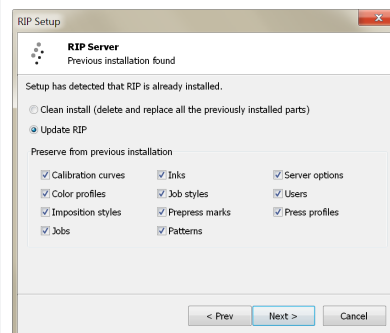 RIP Setup
RIP Server
Previous installation found
Setup has detected that RIP is already installed.
Clean install (delete and replace all the previously installed parts)
Update RIP
Preserve from previous installation
Calibration curves Inks Server options
Color profiles Job styles Users
Imposition styles Prepress marks Press profiles
Jobs Patterns
< Prev Next > Cancel